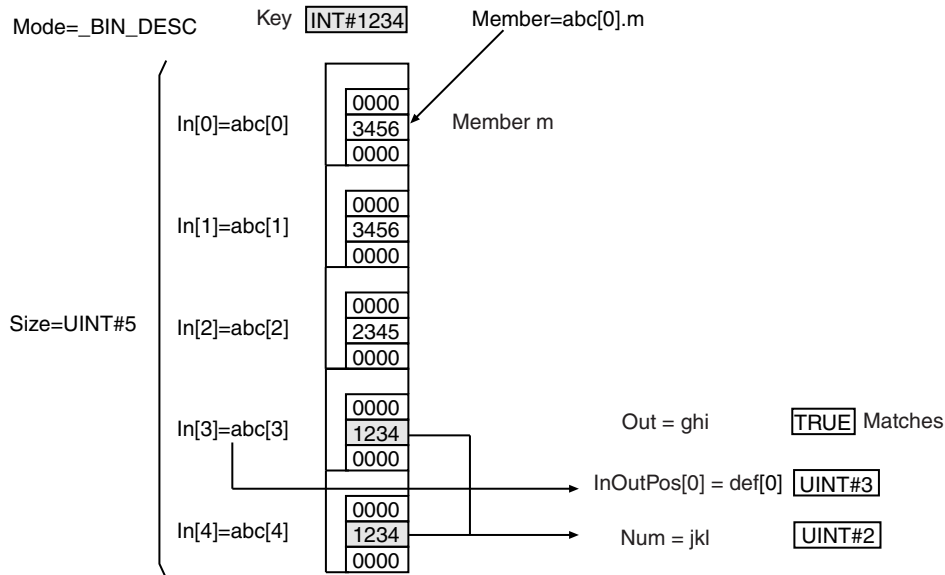 Mode=_BIN_DESC
Key INT#1234
Member=abc[0].m
In[0]=abc[0]
0000
3456
0000
Member m
In[1]=abc[1]
0000
3456
0000
Size=UINT#5
In[2]=abc[2]
0000
2345
0000
In[3]=abc[3]
0000
1234
0000
Out = ghi TRUE Matches
InOutPos[0] = def[0] UINT#3
In[4]=abc[4]
0000
1234
0000
Num = jkl UINT#2